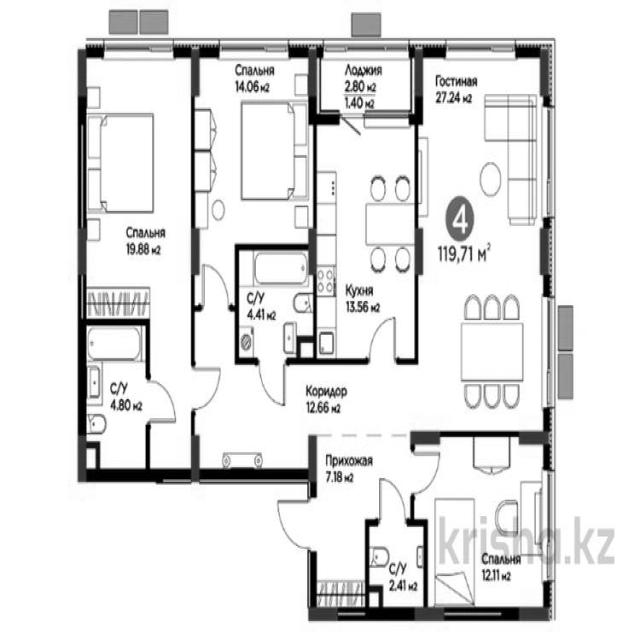 Спальня
14.06 м2
Лоджия
2.80 м2
1.40 м2
Гостиная
27.24 м2
4
119,71 м2
Спальня
19.88 м2
С/У
4.41 м2
Кухня
13.56 м2
С/У
4.80 м2
Коридор
12.66 м2
Прихожая
7.18 м2
krisha.kz
Спальня
12.11 м2
С/У
2.41 м2